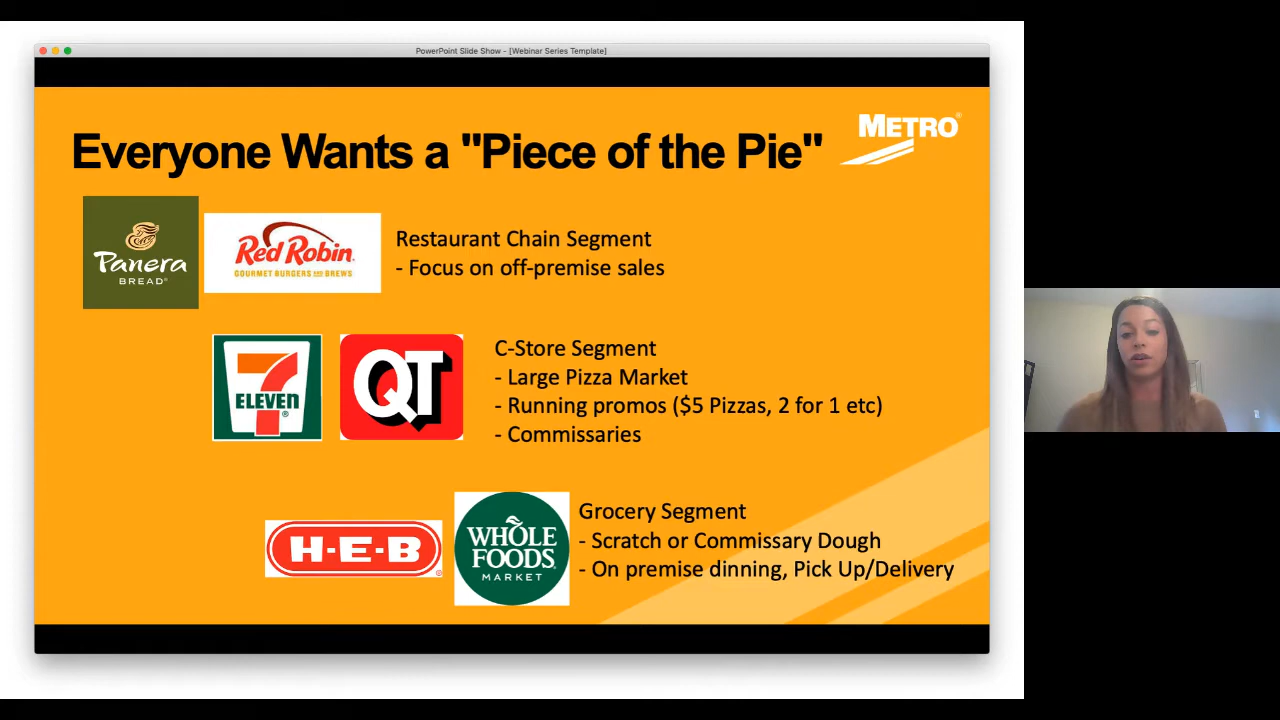 PowerPoint Slide Show - [Webinar Series Template]
Everyone Wants a "Piece of the Pie"
METRO
Panera
BREAD
Red Robin
GOURMET BURGERS AND BREWS
Restaurant Chain Segment
- Focus on off-premise sales
7
ELEVEN
QT
C-Store Segment
- Large Pizza Market
- Running promos ($5 Pizzas, 2 for 1 etc)
- Commissaries
H-E-B
WHOLE
FOODS
MARKET
Grocery Segment
- Scratch or Commissary Dough
- On premise dinning, Pick Up/Delivery